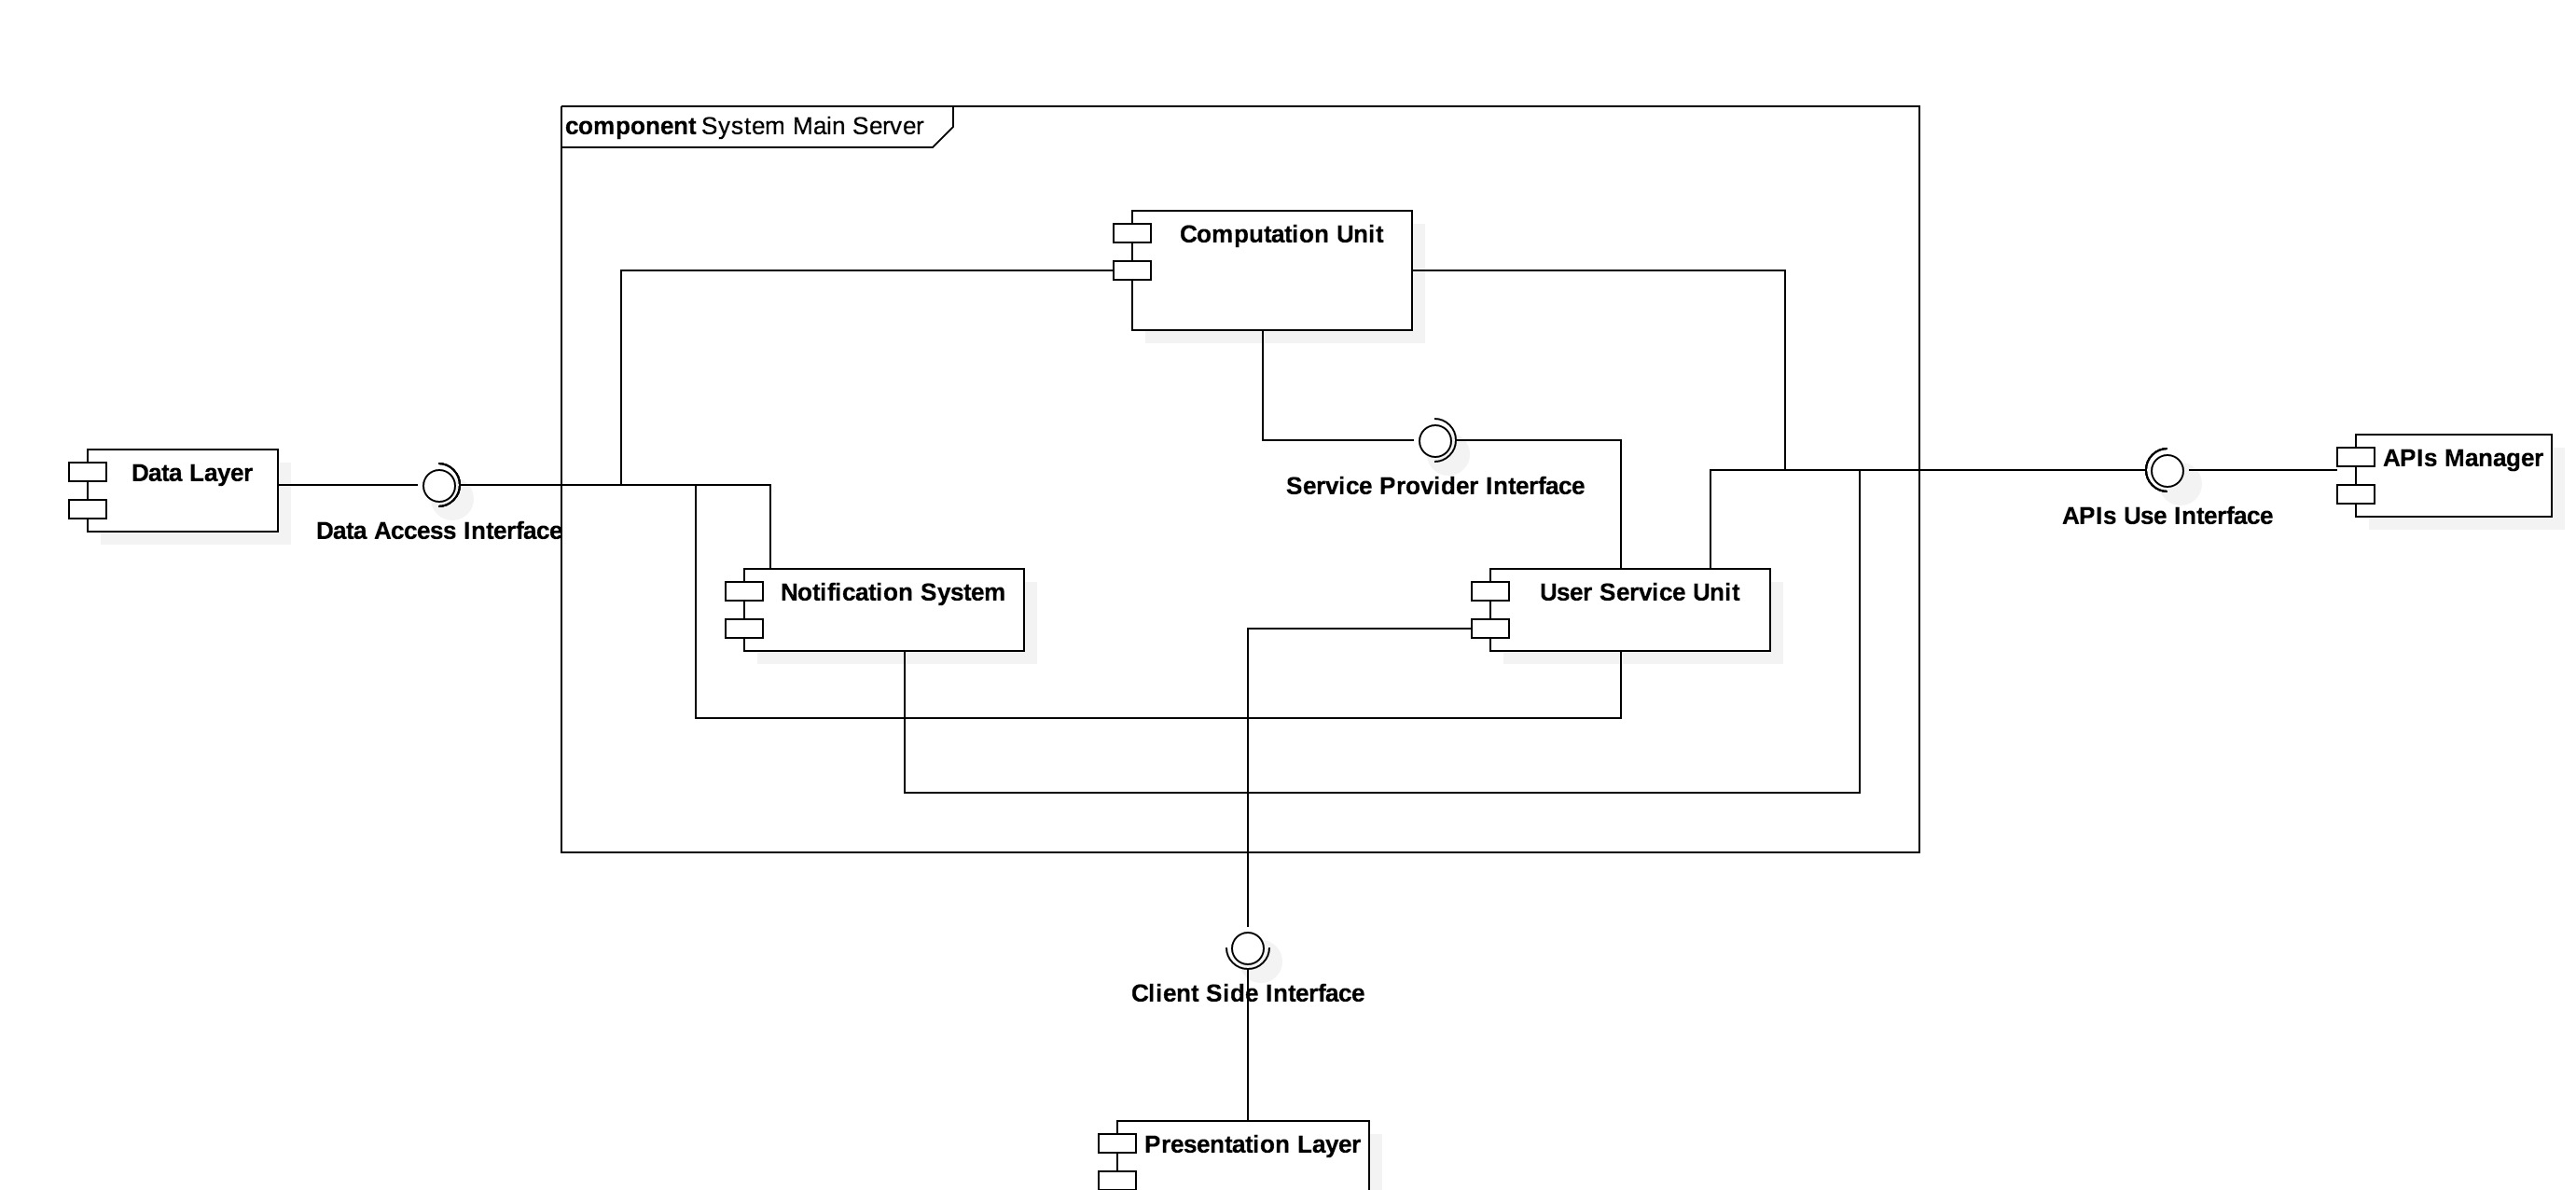 component System Main Server
Computation Unit
Data Layer
APIs Manager
Service Provider Interface
APIs Use Interface
Data Access Interface
Notification System
User Service Unit
Client Side Interface
Presentation Layer